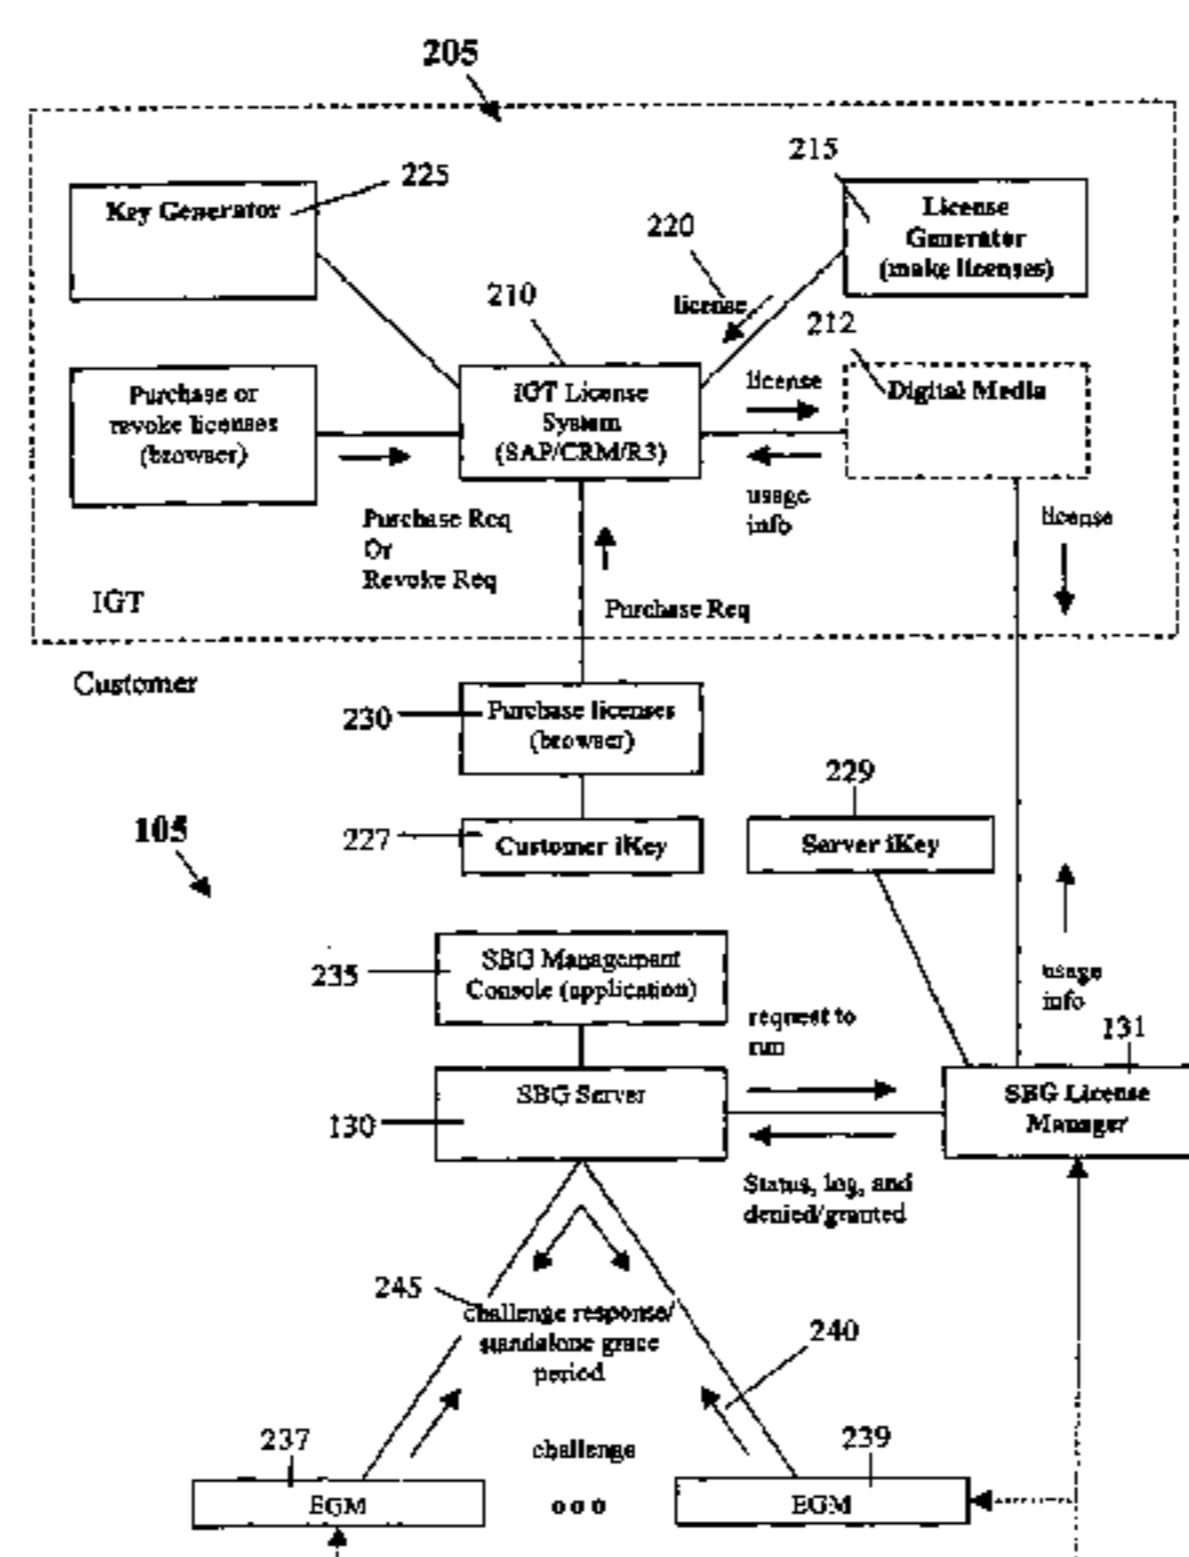 205
215
225
Key Generator
License
Generator
(make licenses)
220
license
210
212
Purchase or
revoke licenses
(browser)
IGT License
System
(SAP/CRM/R3)
license
Digital Media
usage
info
license
Purchase Req
Or
Revoke Req
IGT
Purchase Req
Customer
230
Purchase licenses
(browser)
229
105
227
Customer iKey
Server iKey
235
SBG Management
Console (application)
usage
info
request to
run
131
130
SBG Server
SBG License
Manager
Status, log, and
denied/granted
245
challenge response/
standalone grace
period
240
237
challenge
239
EGM
o o o
EGM